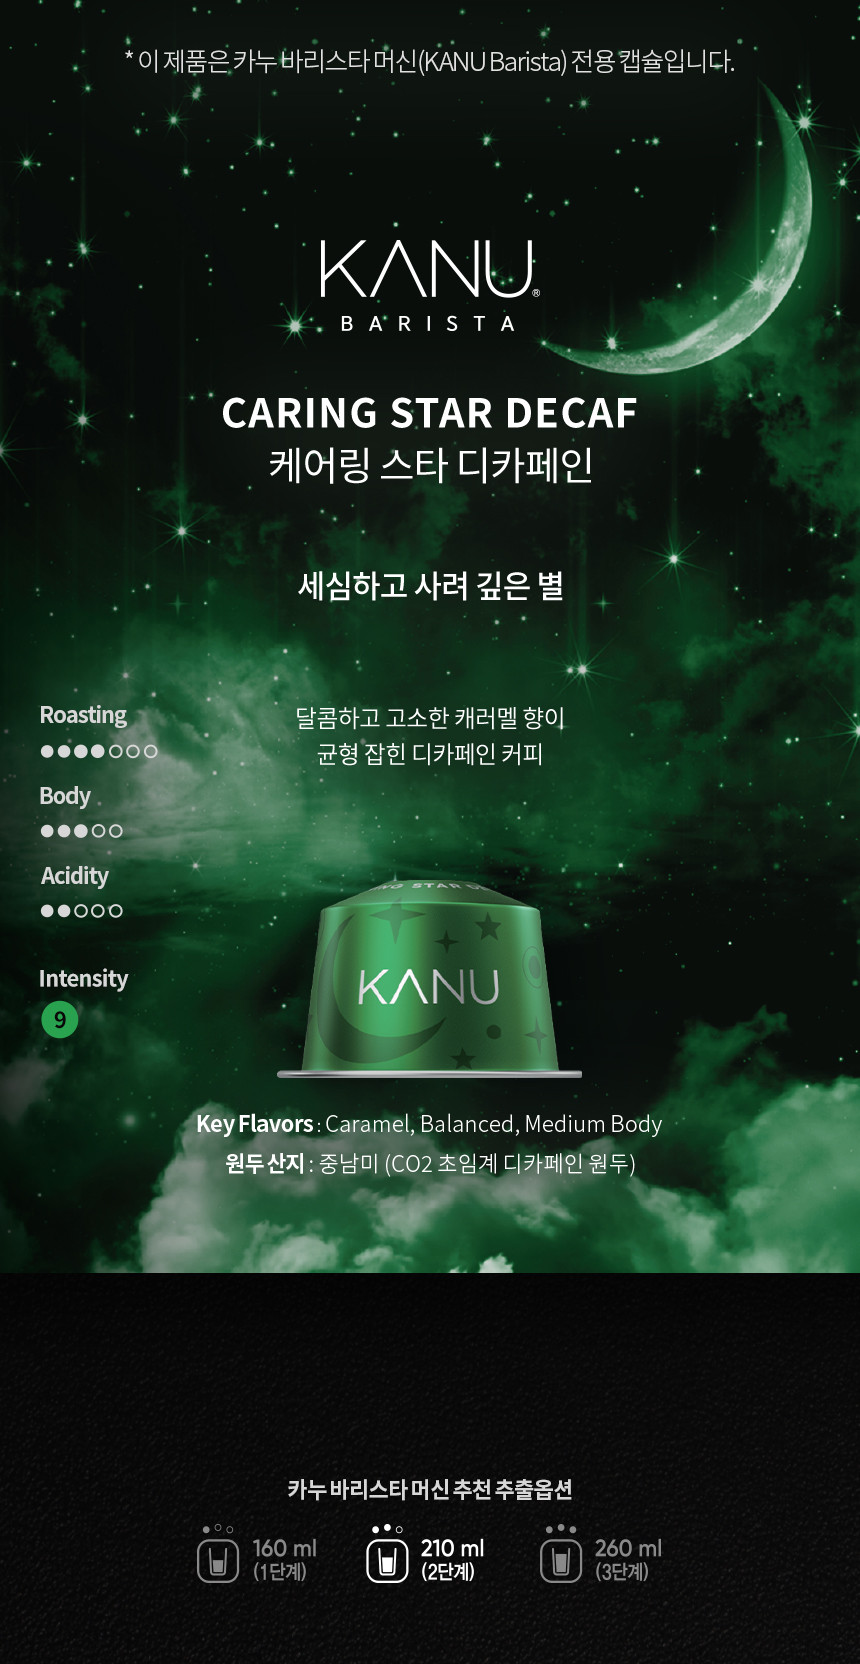 * 이 제품은 카누 바리스타 머신(KANU Barista) 전용 캡슐입니다.
KANU®
BARISTA
CARING STAR DECAF
케어링 스타 디카페인
세심하고 사려 깊은 별
달콤하고 고소한 캐러멜 향이
균형 잡힌 디카페인 커피
Roasting
Body
Acidity
Intensity
9
STAR
KANU
Key Flavors : Caramel, Balanced, Medium Body
원두 산지 : 중남미 (CO2 초임계 디카페인 원두)
카누 바리스타 머신 추천 추출옵션
160 ml
(1단계)
210 ml
(2단계)
260 ml
(3단계)